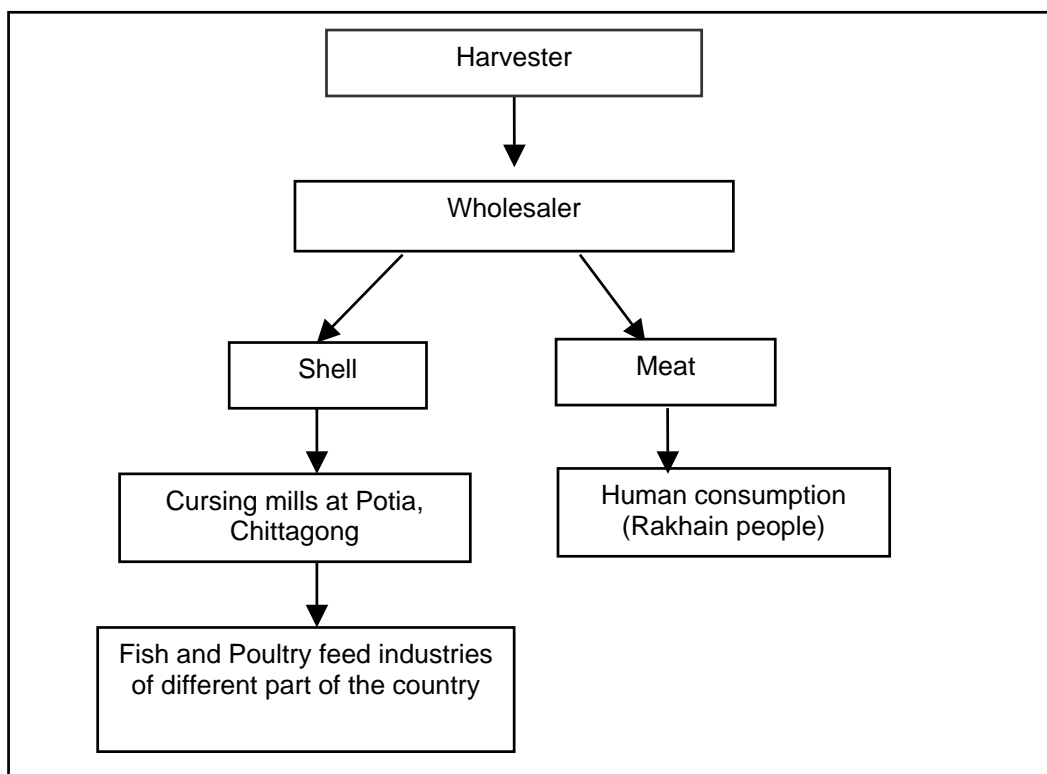 Harvester
Wholesaler
Shell
Meat
Cursing mills at Potia,
Chittagong
Human consumption
(Rakhain people)
Fish and Poultry feed industries
of different part of the country